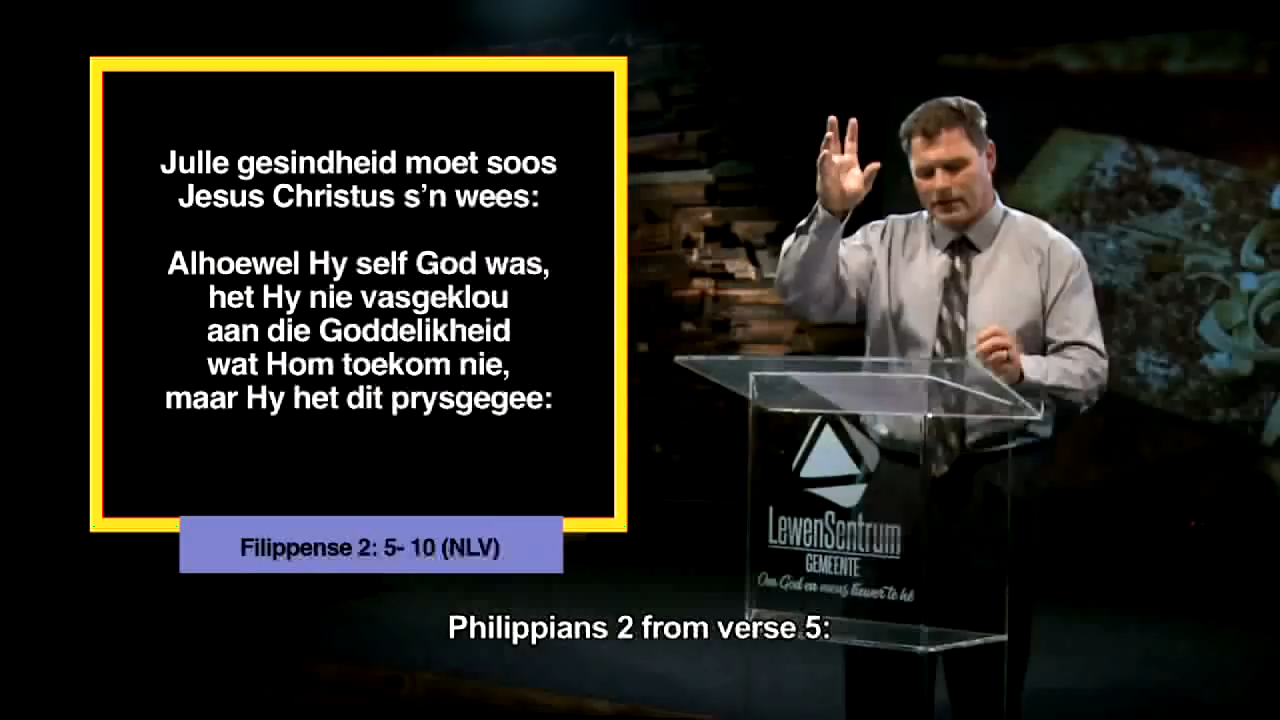 Julle gesindheid moet soos
Jesus Christus s'n wees:
Alhoewel Hy self God was,
het Hy nie vasgeklou
aan die Goddelikheid
wat Hom toekom nie,
maar Hy het dit prysgegee:
Filippense 2: 5- 10 (NLV)
LewenSentrum
GEMEENTE
Om God en mens liewer te hê
Philippians 2 from verse 5: